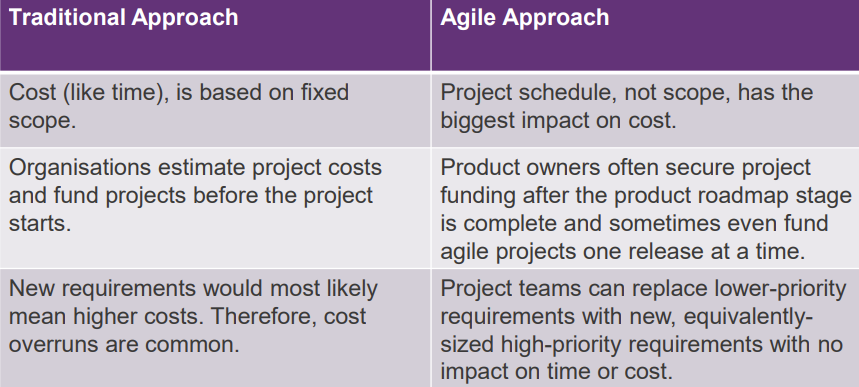 Traditional Approach
Agile Approach
Cost (like time), is based on fixed
scope.
Project schedule, not scope, has the
biggest impact on cost.
Organisations estimate project costs
and fund projects before the project
starts.
Product owners often secure project
funding after the product roadmap stage
is complete and sometimes even fund
agile projects one release at a time.
New requirements would most likely
mean higher costs. Therefore, cost
overruns are common.
Project teams can replace lower-priority
requirements with new, equivalently-
sized high-priority requirements with no
impact on time or cost.